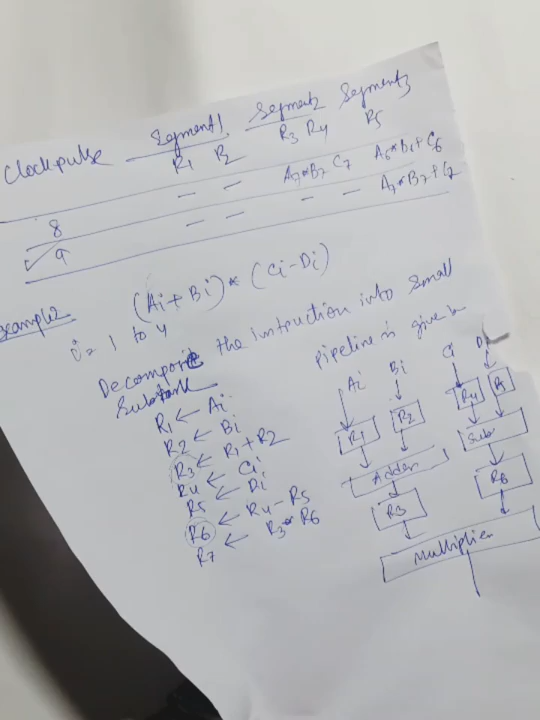 Clockpulse Segment1 Segment2 Segment3
R1 R2 R3 R4 R5
8 — — A7*B7 C7 A6*B6+C6
9 — — — — A7*B7+C7
Example2 (Ai+Bi)*(Ci-Di)
i= 1 to 4
Decompose the instruction into small
Subtask
R1 ← Ai
R2 ← Bi
R3 ← R1+R2
R4 ← Ci
R5 ← Di
R6 ← R4-R5
R7 ← R3*R6
pipeline is given
Ai Bi Ci D
R1 R2 R4 R5
Adder Sub
R3 R6
Multiplier